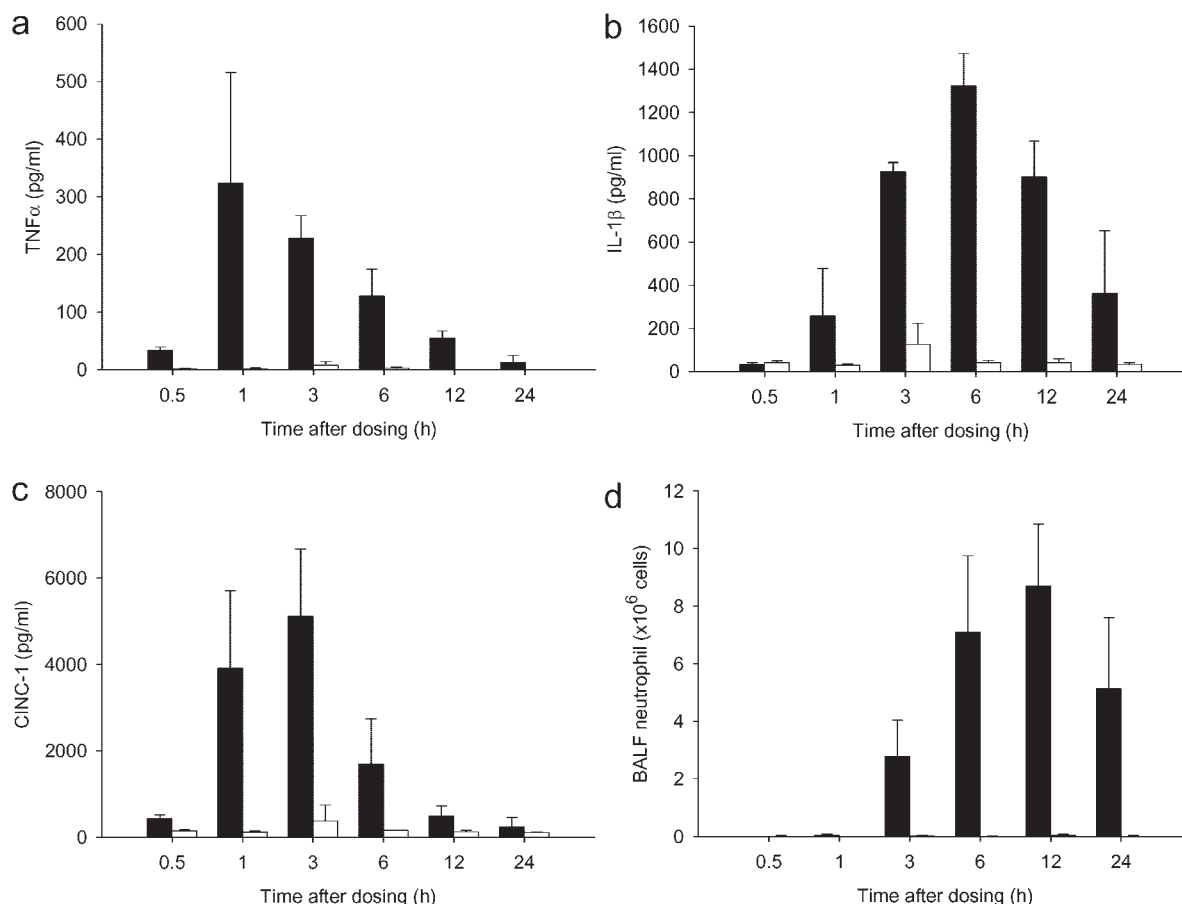 a
600
500
400
300
200
100
0
TNFα (pg/ml)
0.5 1 3 6 12 24
Time after dosing (h)
b
1600
1400
1200
1000
800
600
400
200
0
IL-1β (pg/ml)
0.5 1 3 6 12 24
Time after dosing (h)
c
8000
6000
4000
2000
0
CINC-1 (pg/ml)
0.5 1 3 6 12 24
Time after dosing (h)
d
12
10
8
6
4
2
0
BALF neutrophil (x10⁶ cells)
0.5 1 3 6 12 24
Time after dosing (h)